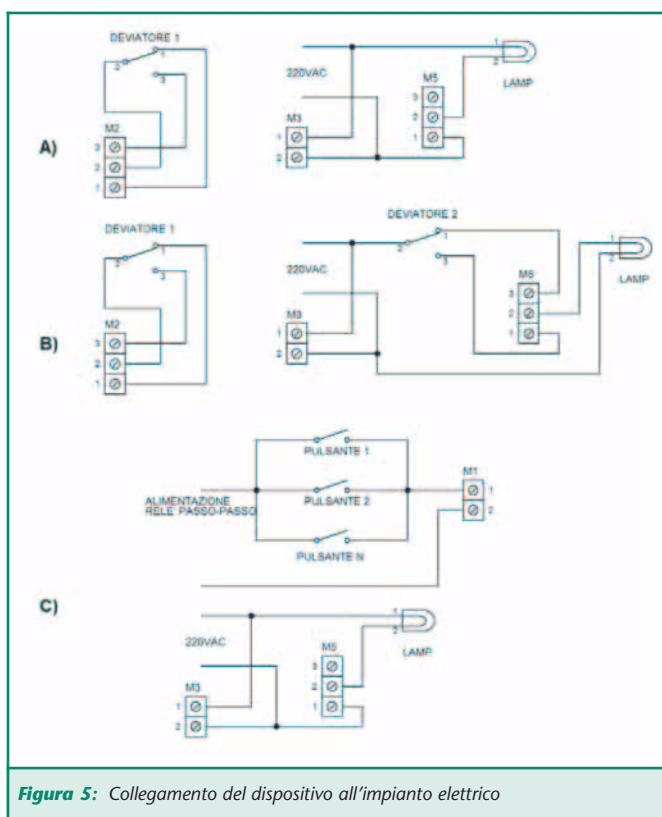 DEVIATORE 1
1
2
3
M2
3
2
1
A)
220VAC
M3
1
2
M5
3
2
1
1
2
LAMP
DEVIATORE 1
1
2
3
M2
3
2
1
B)
220VAC
M3
1
2
DEVIATORE 2
1
2
3
M5
3
2
1
1
2
LAMP
PULSANTE 1
ALIMENTAZIONE
RELE' PASSO-PASSO
PULSANTE 2
PULSANTE N
M1
1
2
C)
220VAC
M3
1
2
M5
3
2
1
1
2
LAMP
Figura 5: Collegamento del dispositivo all'impianto elettrico